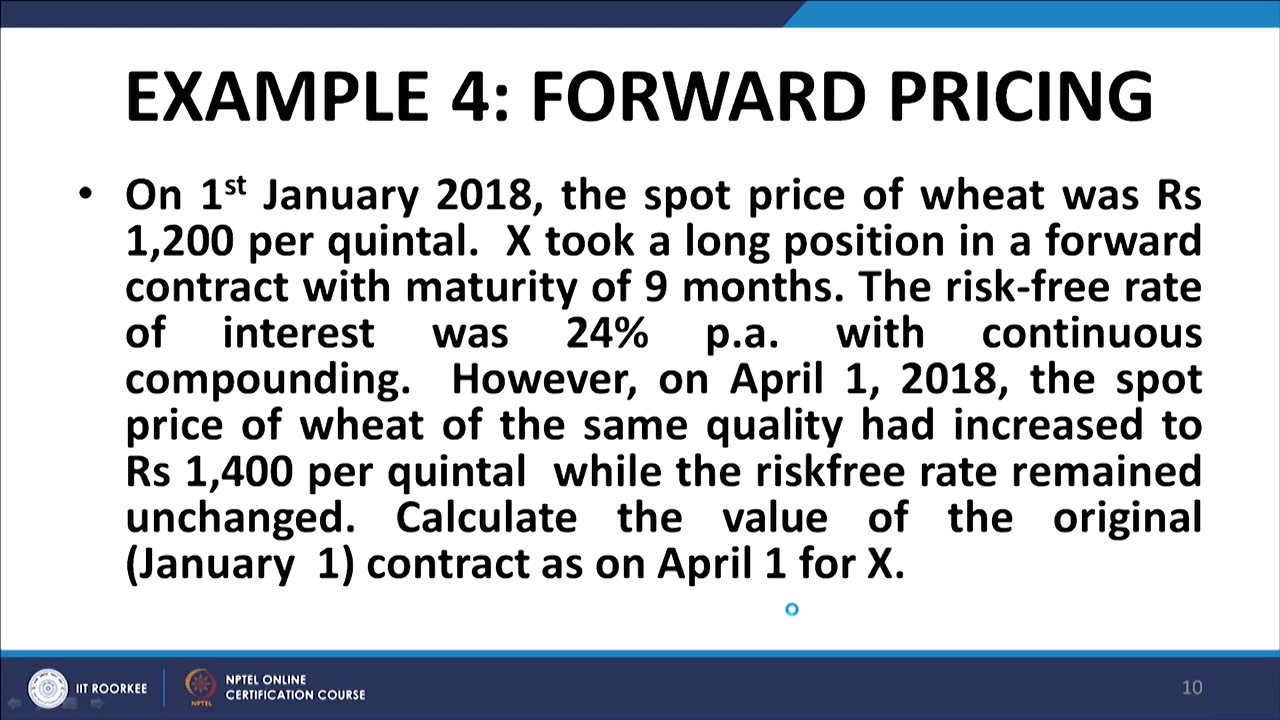 EXAMPLE 4: FORWARD PRICING
• On 1st January 2018, the spot price of wheat was Rs
1,200 per quintal. X took a long position in a forward
contract with maturity of 9 months. The risk-free rate
of interest was 24% p.a. with continuous
compounding. However, on April 1, 2018, the spot
price of wheat of the same quality had increased to
Rs 1,400 per quintal while the riskfree rate remained
unchanged. Calculate the value of the original
(January 1) contract as on April 1 for X.
IIT ROORKEE
NPTEL
NPTEL ONLINE
CERTIFICATION COURSE
10